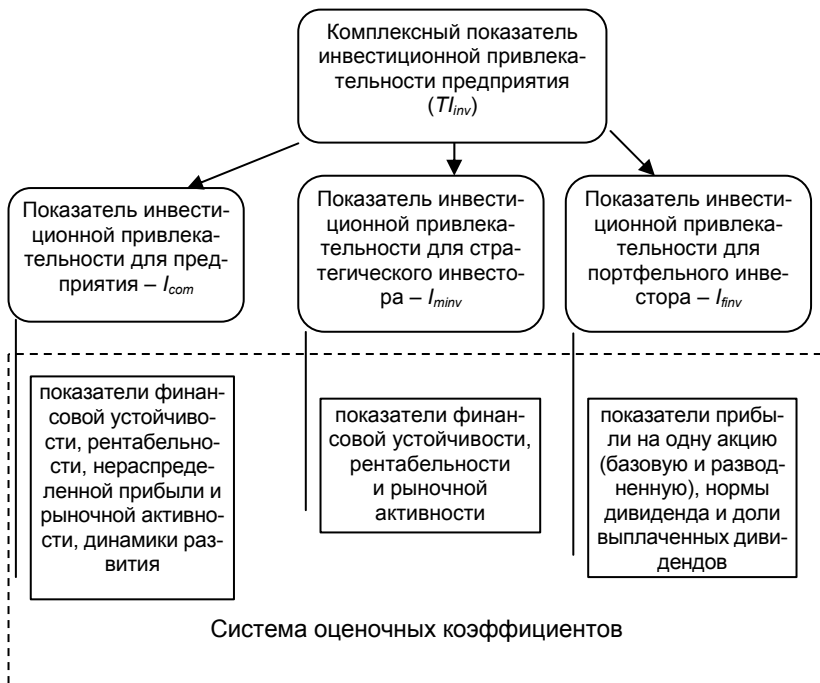 Комплексный показатель
инвестиционной привлека-
тельности предприятия
(TIinv)
Показатель инвести-
ционной привлека-
тельности для пред-
приятия – Icom
Показатель инвести-
ционной привлека-
тельности для стра-
тегического инвесто-
ра – Iminv
Показатель инвести-
ционной привлека-
тельности для
портфельного инве-
стора – Ifinv
показатели финан-
совой устойчиво-
сти, рентабельно-
сти, нераспреде-
ленной прибыли и
рыночной активно-
сти, динамики раз-
вития
показатели финан-
совой устойчивости,
рентабельности
и рыночной
активности
показатели прибы-
ли на одну акцию
(базовую и развод-
ненную), нормы
дивиденда и доли
выплаченных диви-
дендов
Система оценочных коэффициентов